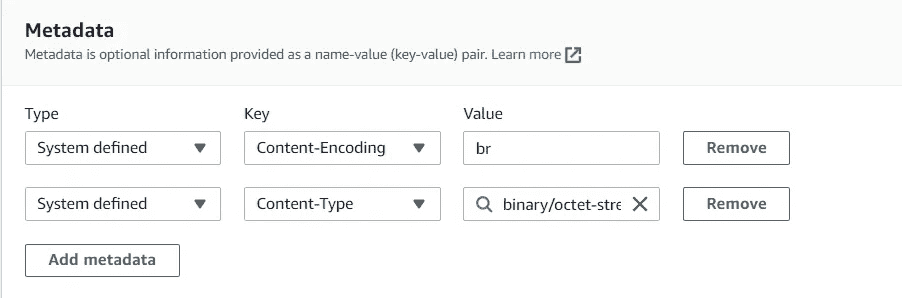 Metadata
Metadata is optional information provided as a name-value (key-value) pair. Learn more
Type Key Value
System defined Content-Encoding br Remove
System defined Content-Type binary/octet-stre Remove
Add metadata